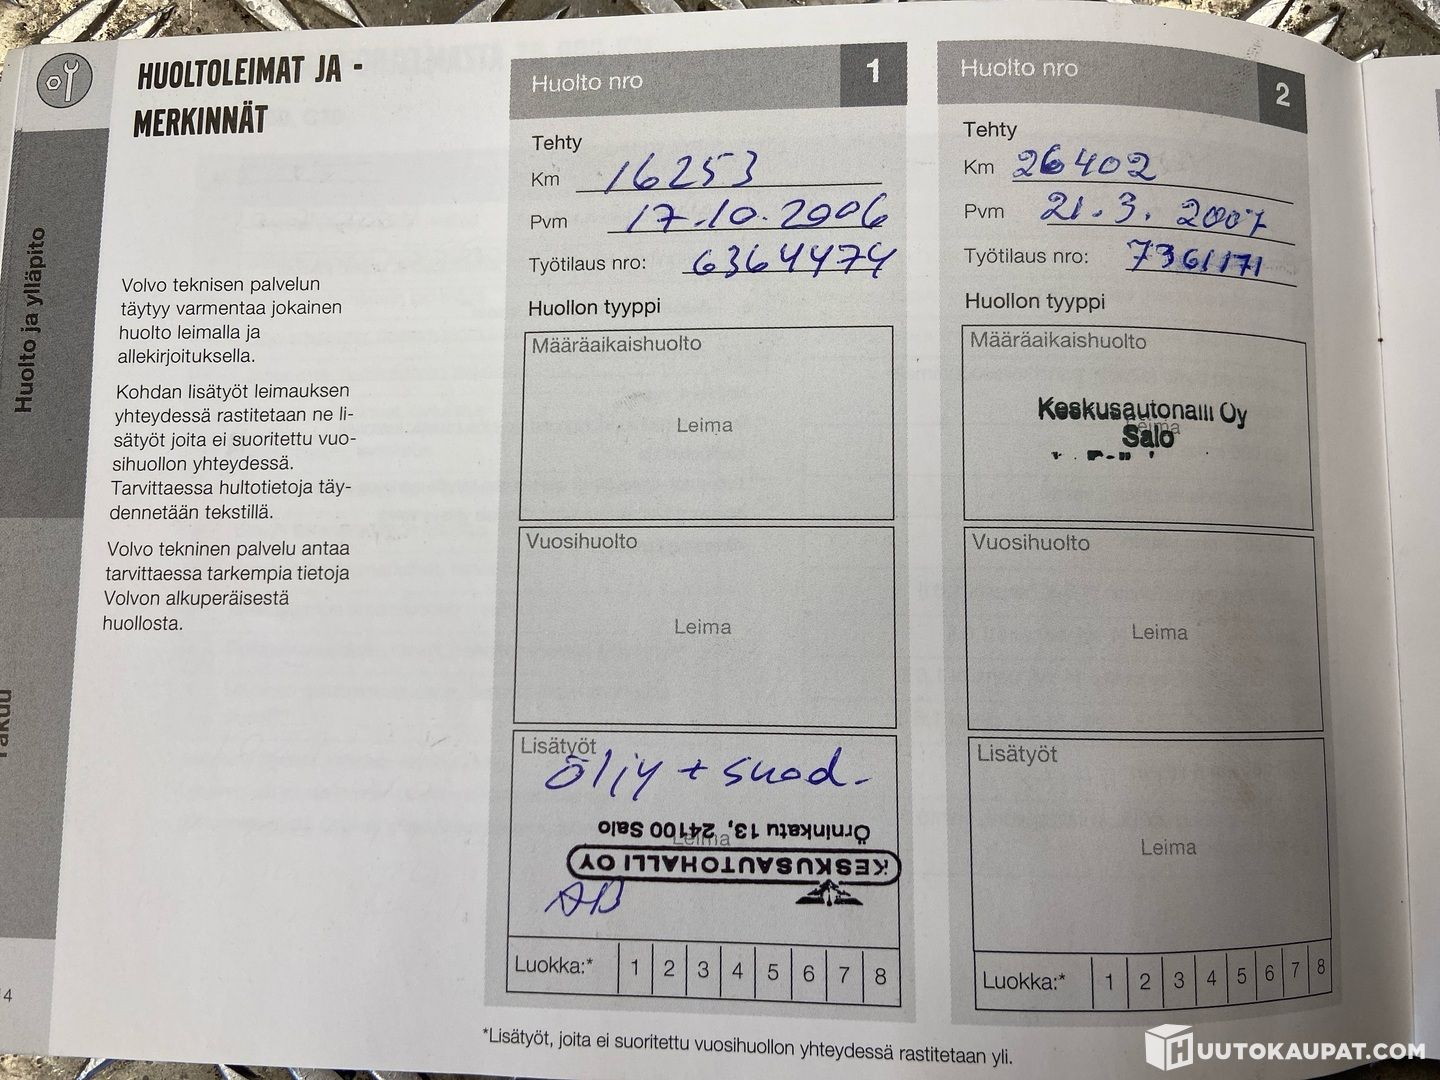 HUOLTOLEIMAT JA -
MERKINNÄT
Volvo teknisen palvelun
täytyy varmentaa jokainen
huolto leimalla ja
allekirjoituksella.
Kohdan lisätyöt leimauksen
yhteydessä rastitetaan ne li-
sätyöt joita ei suoritettu vuo-
sihuollon yhteydessä.
Tarvittaessa hultotietoja täy-
dennetään tekstillä.
Volvo tekninen palvelu antaa
tarvittaessa tarkempia tietoja
Volvon alkuperäisestä
huollosta.
Huolto ja ylläpito
14
Huolto nro 1
Tehty
Km 16253
Pvm 17.10.2006
Työtilaus nro: 6364474
Huollon tyyppi
Määräaikaishuolto
Leima
Vuosihuolto
Leima
Lisätyöt
öljy + suod.
Leima
Örninkatu 13, 24100 Salo
KESKUSAUTOHALLI OY
AB
Luokka:* 1 2 3 4 5 6 7 8
Huolto nro 2
Tehty
Km 26402
Pvm 21.3.2007
Työtilaus nro: 7361171
Huollon tyyppi
Määräaikaishuolto
Keskusautohalli Oy
Leima
Salo
Vuosihuolto
Leima
Lisätyöt
Leima
Luokka:* 1 2 3 4 5 6 7 8
*Lisätyöt, joita ei suoritettu vuosihuollon yhteydessä rastitetaan yli.
HUUTOKAUPAT.COM